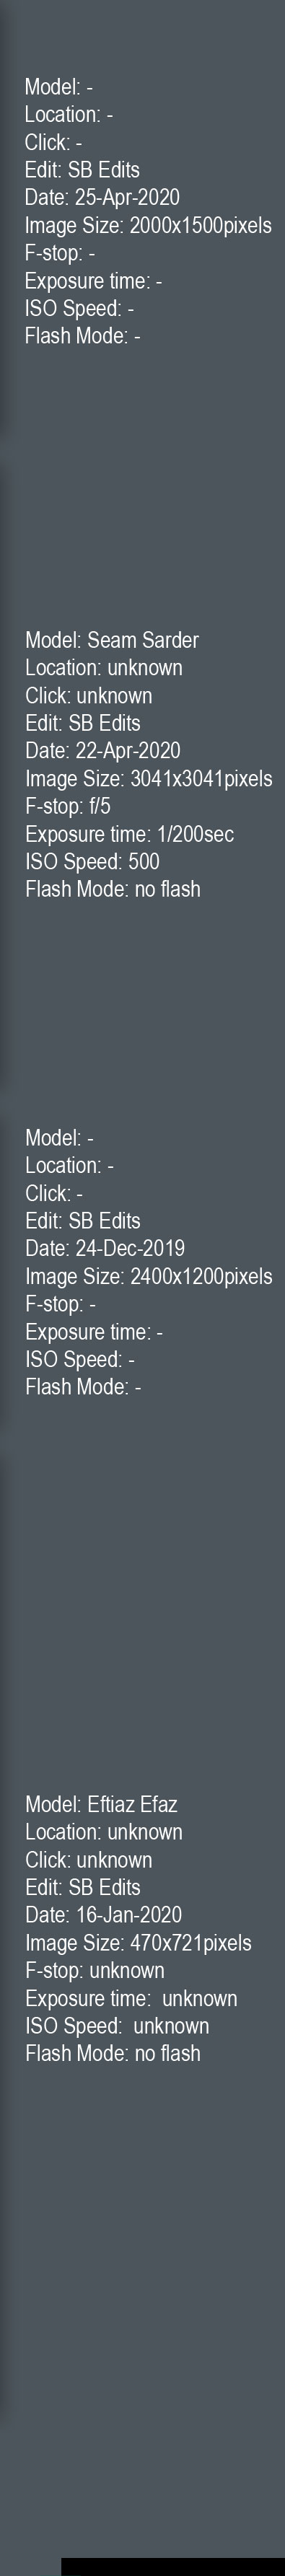 Model: -
Location: -
Click: -
Edit: SB Edits
Date: 25-Apr-2020
Image Size: 2000x1500pixels
F-stop: -
Exposure time: -
ISO Speed: -
Flash Mode: -
Model: Seam Sarder
Location: unknown
Click: unknown
Edit: SB Edits
Date: 22-Apr-2020
Image Size: 3041x3041pixels
F-stop: f/5
Exposure time: 1/200sec
ISO Speed: 500
Flash Mode: no flash
Model: -
Location: -
Click: -
Edit: SB Edits
Date: 24-Dec-2019
Image Size: 2400x1200pixels
F-stop: -
Exposure time: -
ISO Speed: -
Flash Mode: -
Model: Eftiaz Efaz
Location: unknown
Click: unknown
Edit: SB Edits
Date: 16-Jan-2020
Image Size: 470x721pixels
F-stop: unknown
Exposure time:  unknown
ISO Speed:  unknown
Flash Mode: no flash